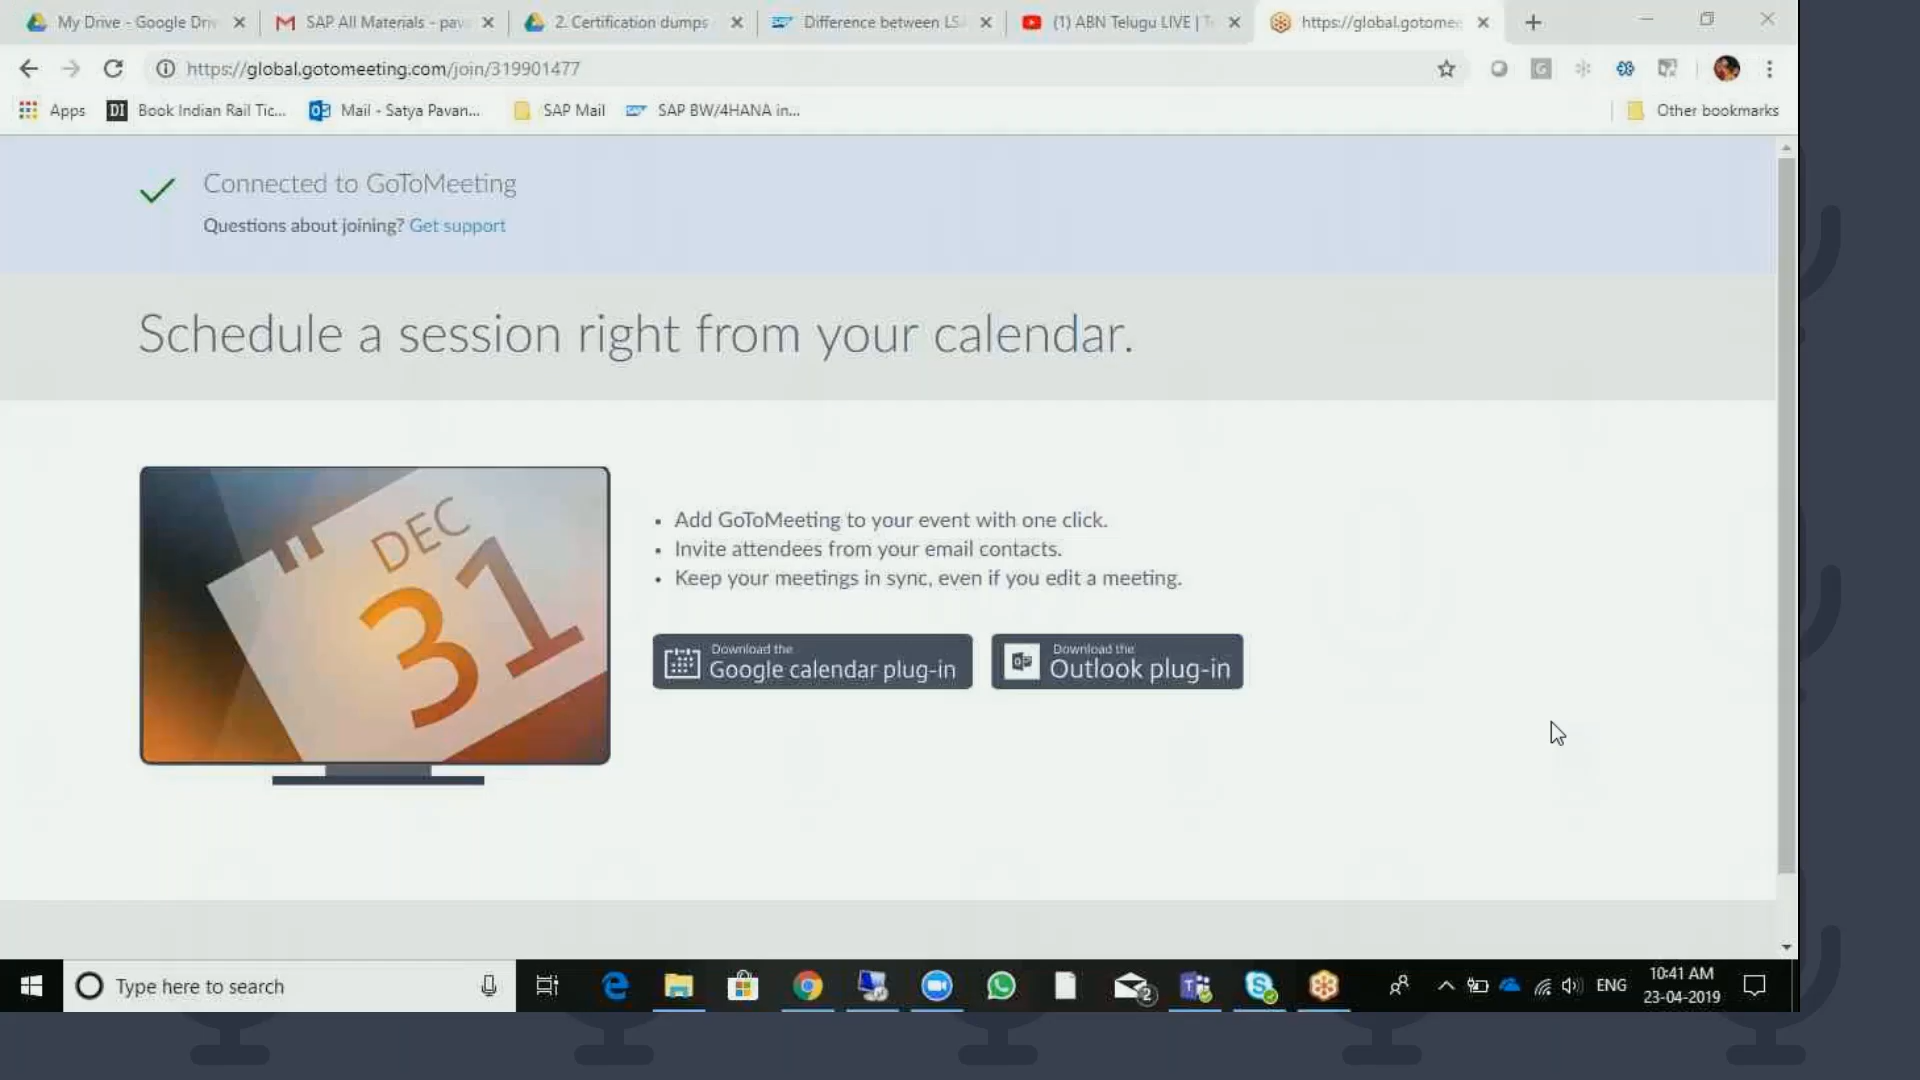 My Drive - Google Driv
SAP All Materials - pav
2. Certification dumps
Difference between LS
(1) ABN Telugu LIVE | T
https://global.gotomee
https://global.gotomeeting.com/join/319901477
Apps
DI Book Indian Rail Tic...
Mail - Satya Pavan...
SAP Mail
SAP BW/4HANA in...
Other bookmarks
Connected to GoToMeeting
Questions about joining? Get support
Schedule a session right from your calendar.
DEC
31
• Add GoToMeeting to your event with one click.
• Invite attendees from your email contacts.
• Keep your meetings in sync, even if you edit a meeting.
Download the
Google calendar plug-in
Download the
Outlook plug-in
Type here to search
2
ENG
10:41 AM
23-04-2019